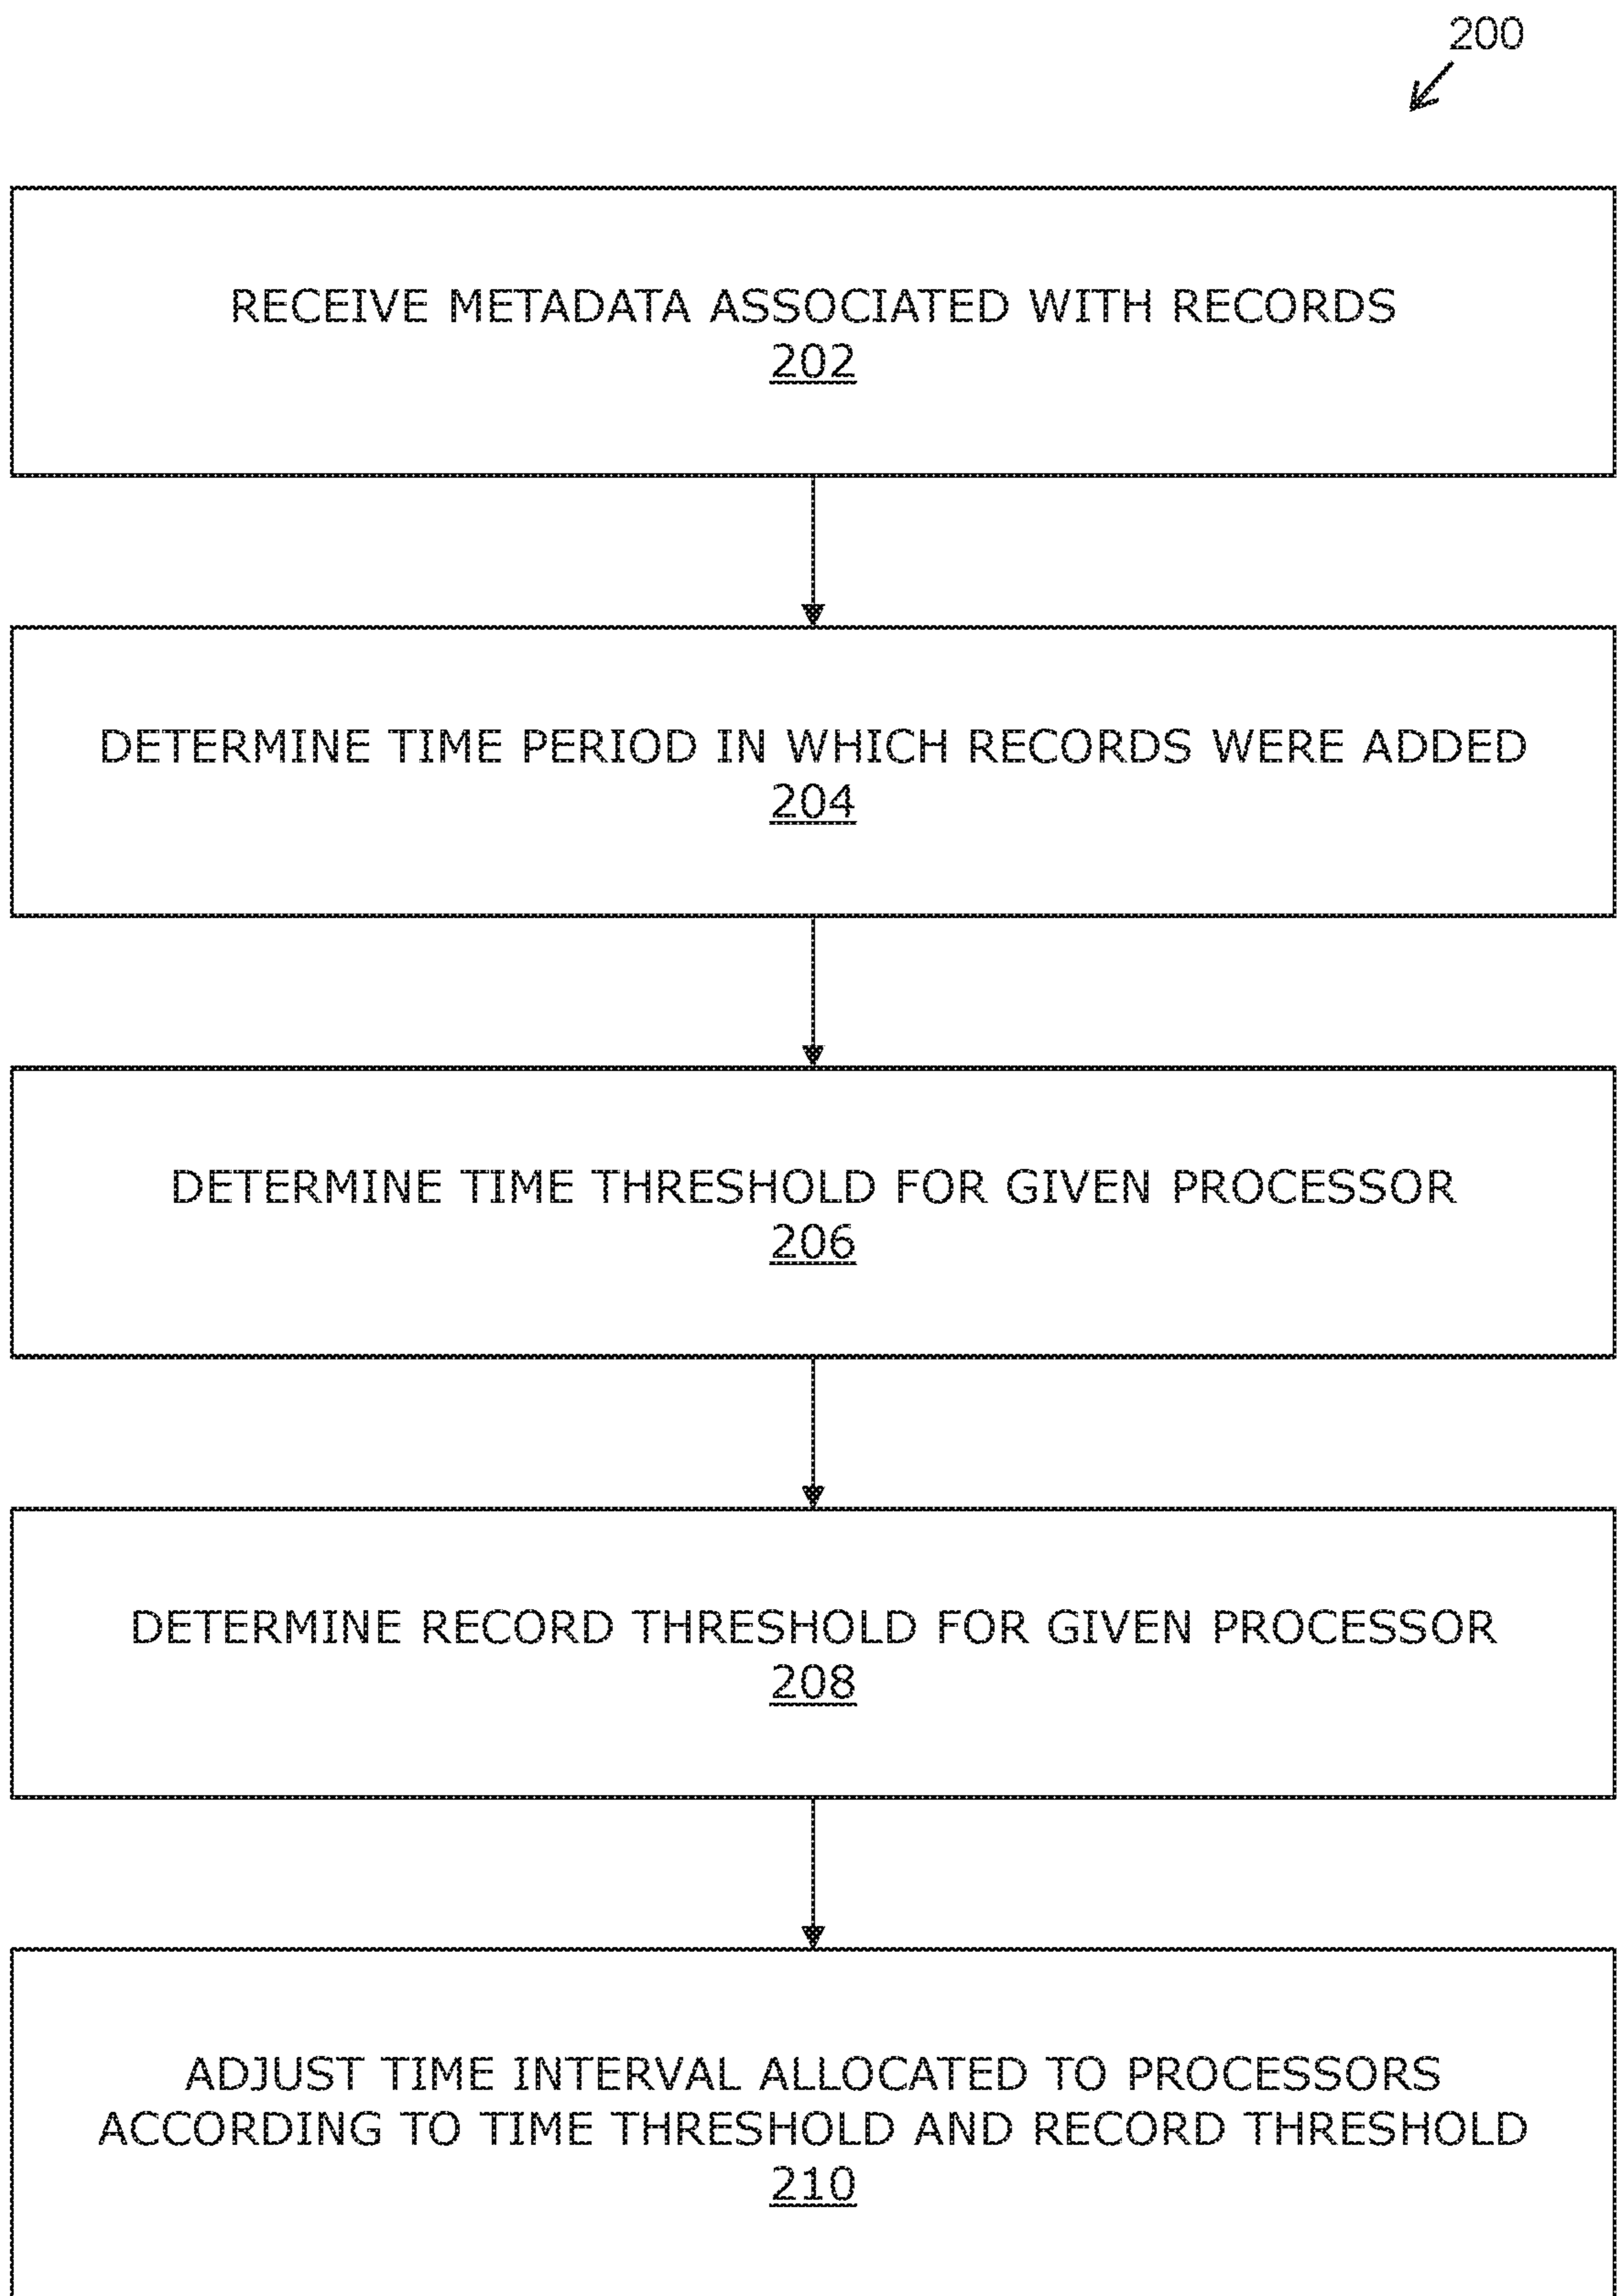 200
RECEIVE METADATA ASSOCIATED WITH RECORDS
202
DETERMINE TIME PERIOD IN WHICH RECORDS WERE ADDED
204
DETERMINE TIME THRESHOLD FOR GIVEN PROCESSOR
206
DETERMINE RECORD THRESHOLD FOR GIVEN PROCESSOR
208
ADJUST TIME INTERVAL ALLOCATED TO PROCESSORS
ACCORDING TO TIME THRESHOLD AND RECORD THRESHOLD
210